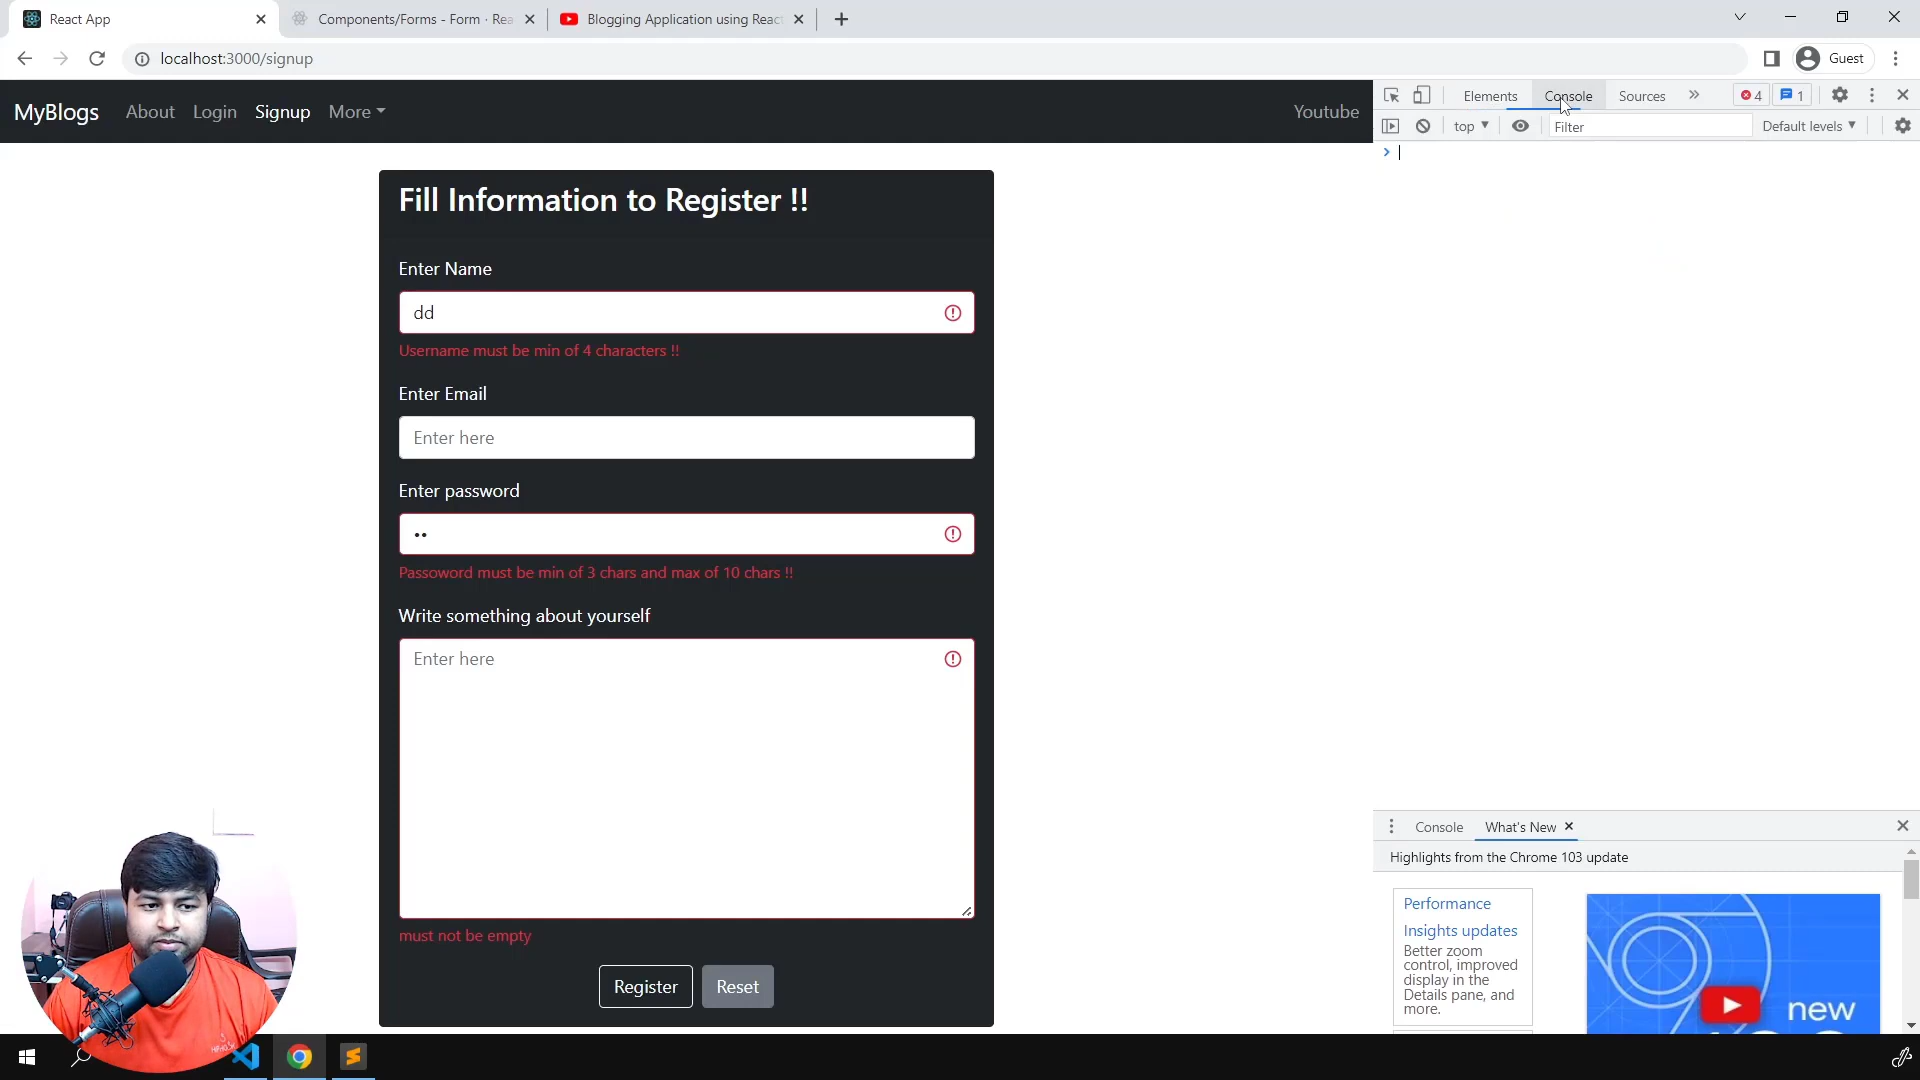 React App
Components/Forms - Form · Rea
Blogging Application using React
localhost:3000/signup
Guest
MyBlogs
About
Login
Signup
More
Youtube
Elements
Console
Sources
4
1
top
Filter
Default levels
Fill Information to Register !!
Enter Name
dd
Username must be min of 4 characters !!
Enter Email
Enter here
Enter password
••
Passoword must be min of 3 chars and max of 10 chars !!
Write something about yourself
Enter here
must not be empty
Register
Reset
Console
What's New
Highlights from the Chrome 103 update
Performance
Insights updates
Better zoom
control, improved
display in the
Details pane, and
more.
new